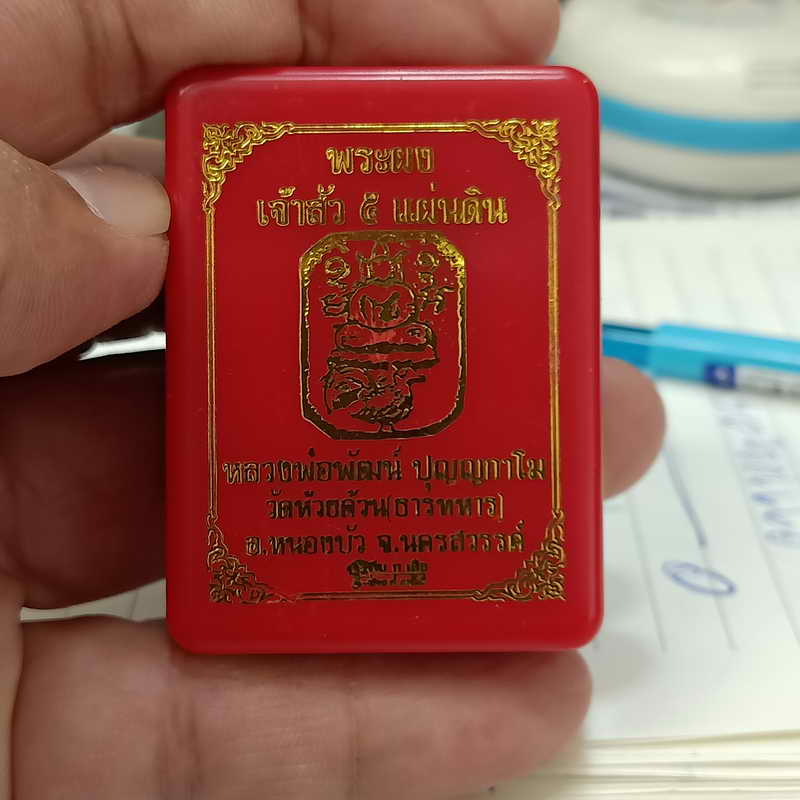 พระผง
เจ้าสัว ๕ แผ่นดิน
หลวงพ่อพัฒน์ ปุญญกาโม
วัดห้วยด้วน(ธารทหาร)
อ.หนองบัว จ.นครสวรรค์